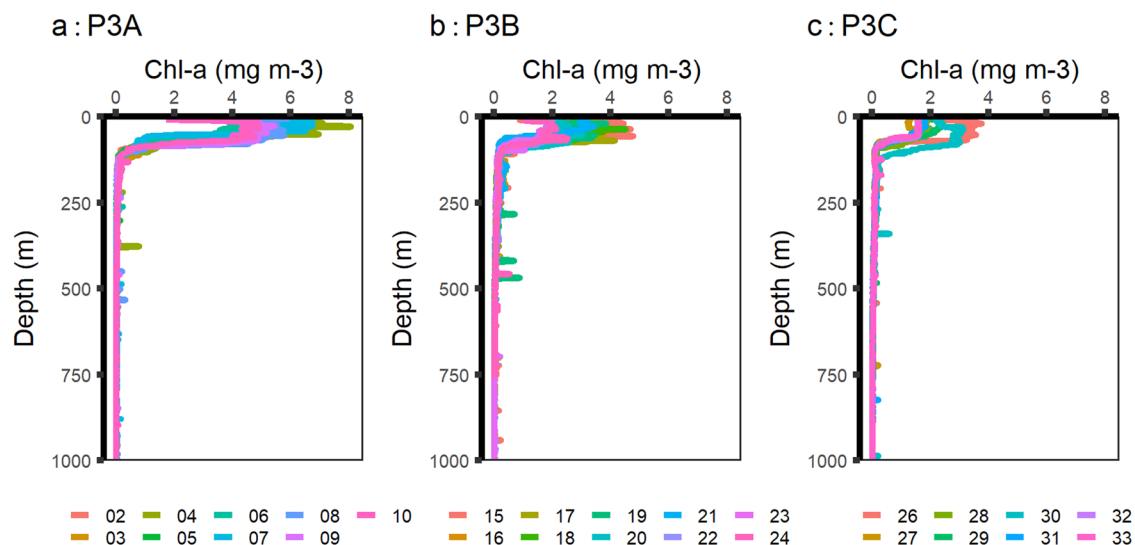 a : P3A
Chl-a (mg m-3)
0 2 4 6 8
0
250
500
750
1000
Depth (m)
02 04 06 08 10
03 05 07 09
b : P3B
Chl-a (mg m-3)
0 2 4 6 8
0
250
500
750
1000
Depth (m)
15 17 19 21 23
16 18 20 22 24
c : P3C
Chl-a (mg m-3)
0 2 4 6 8
0
250
500
750
1000
Depth (m)
26 28 30 32
27 29 31 33